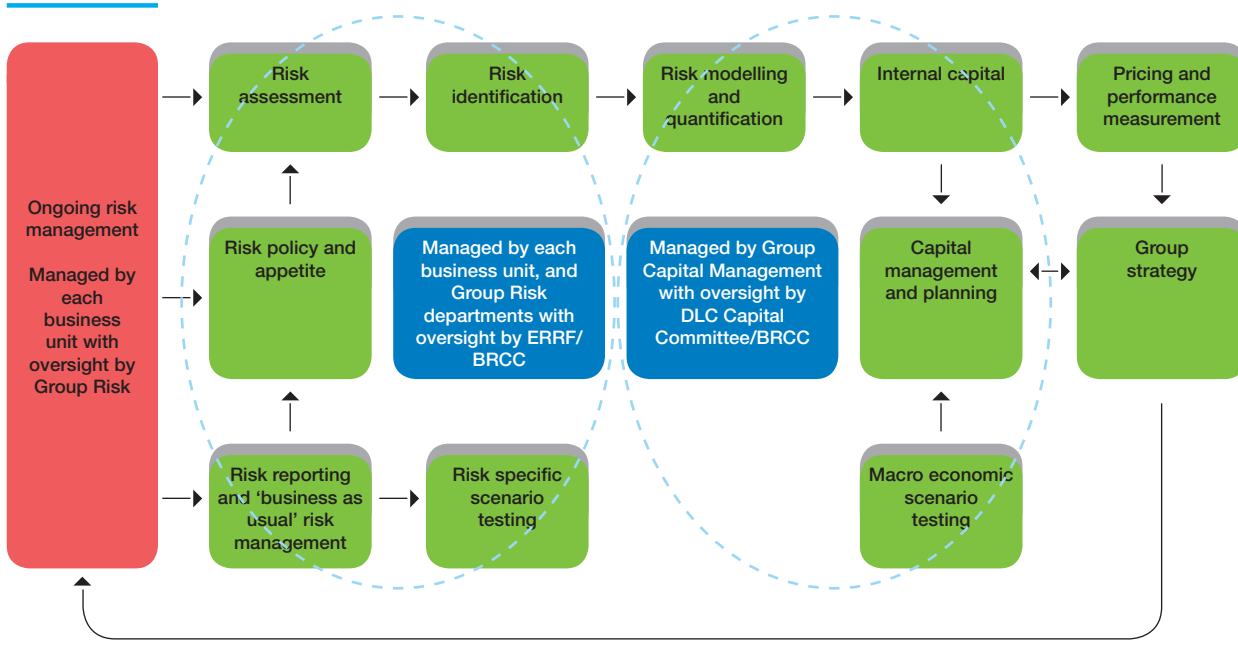 Risk
assessment
Risk
identification
Risk modelling
and
quantification
Internal capital
Pricing and
performance
measurement
Ongoing risk
management
Managed by
each
business
unit with
oversight by
Group Risk
Risk policy and
appetite
Managed by each
business unit, and
Group Risk
departments with
oversight by ERRF/
BRCC
Managed by Group
Capital Management
with oversight by
DLC Capital
Committee/BRCC
Capital
management
and planning
Group
strategy
Risk reporting
and ‘business as
usual’ risk
management
Risk specific
scenario
testing
Macro economic
scenario
testing